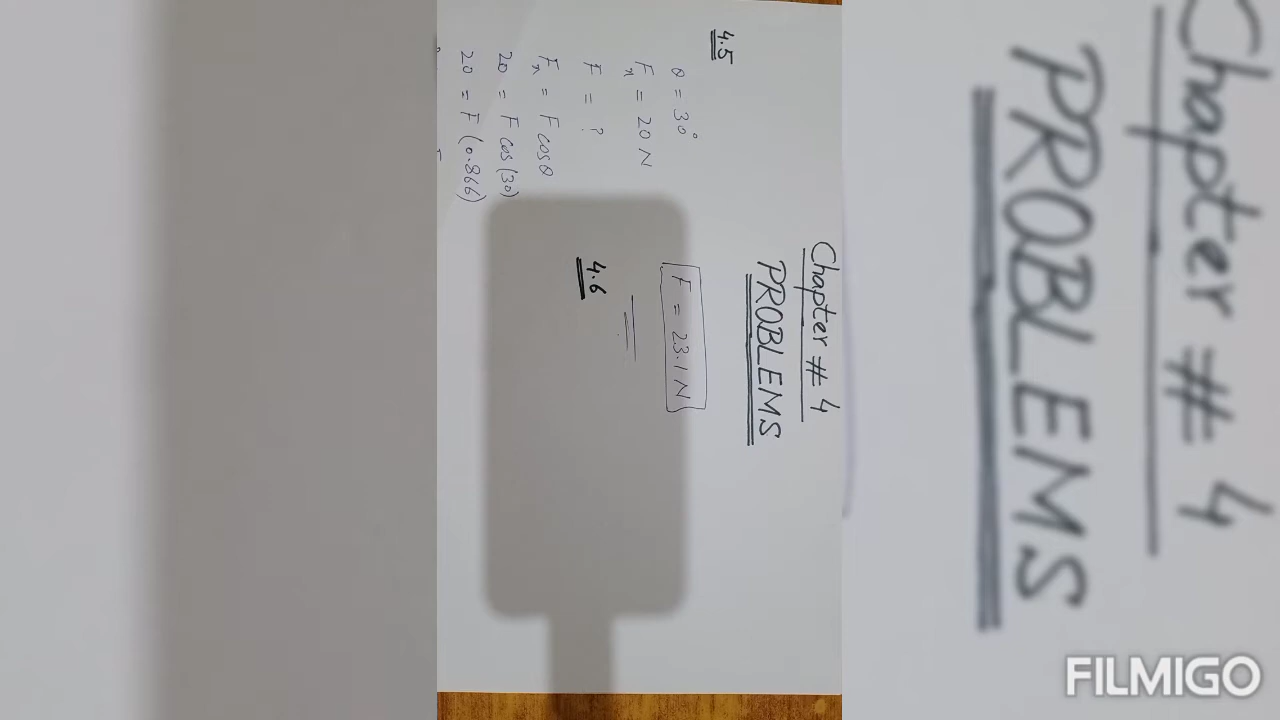 Chapter # 4
PROBLEMS
4.5
θ = 30°
Fx = 20 N
F = ?
Fx = F cosθ
20 = F cos(30)
20 = F (0.866)
F = 23.1 N
4.6
Chapter # 4
PROBLEMS
FILMIGO